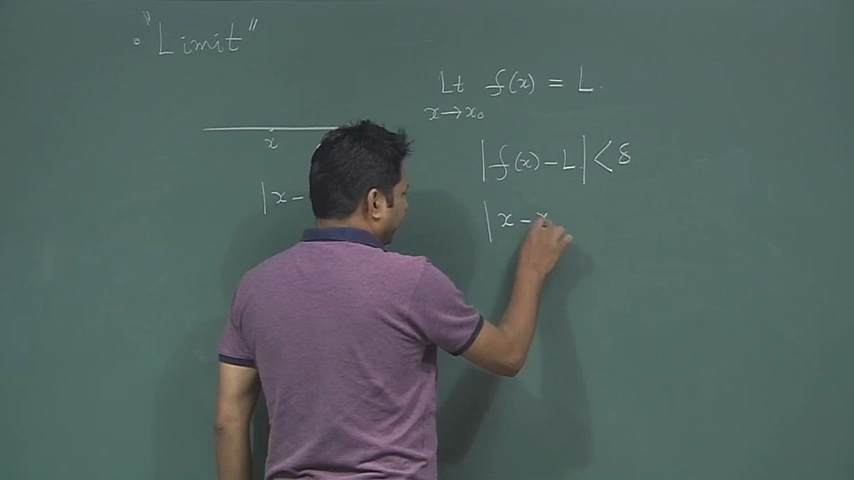 "Limit"
Lt f(x) = L.
x→x₀
x
|f(x) – L| < ε
|x –
|x – x